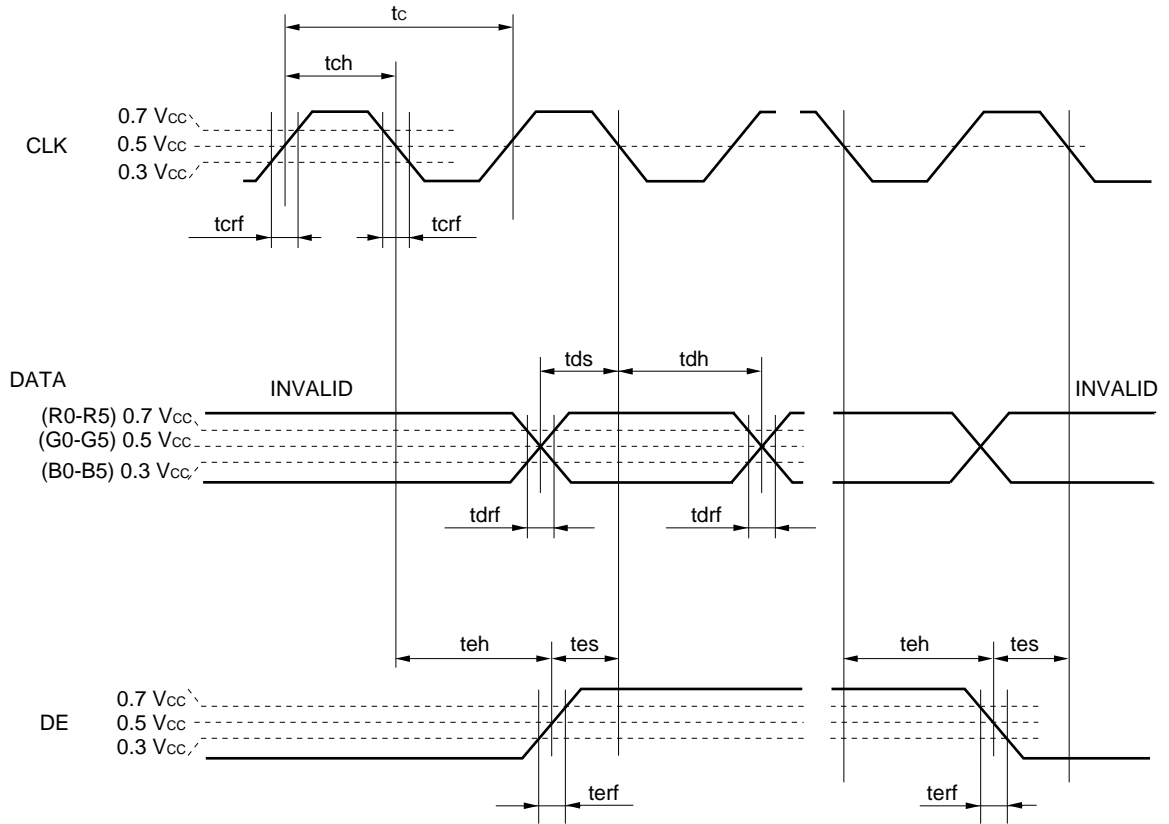 tc
tch
0.7 Vcc
CLK
0.5 Vcc
0.3 Vcc
tcrf
tcrf
tds
tdh
DATA
INVALID
INVALID
(R0-R5) 0.7 Vcc
(G0-G5) 0.5 Vcc
(B0-B5) 0.3 Vcc
tdrf
tdrf
teh
tes
teh
tes
0.7 Vcc
DE
0.5 Vcc
0.3 Vcc
terf
terf